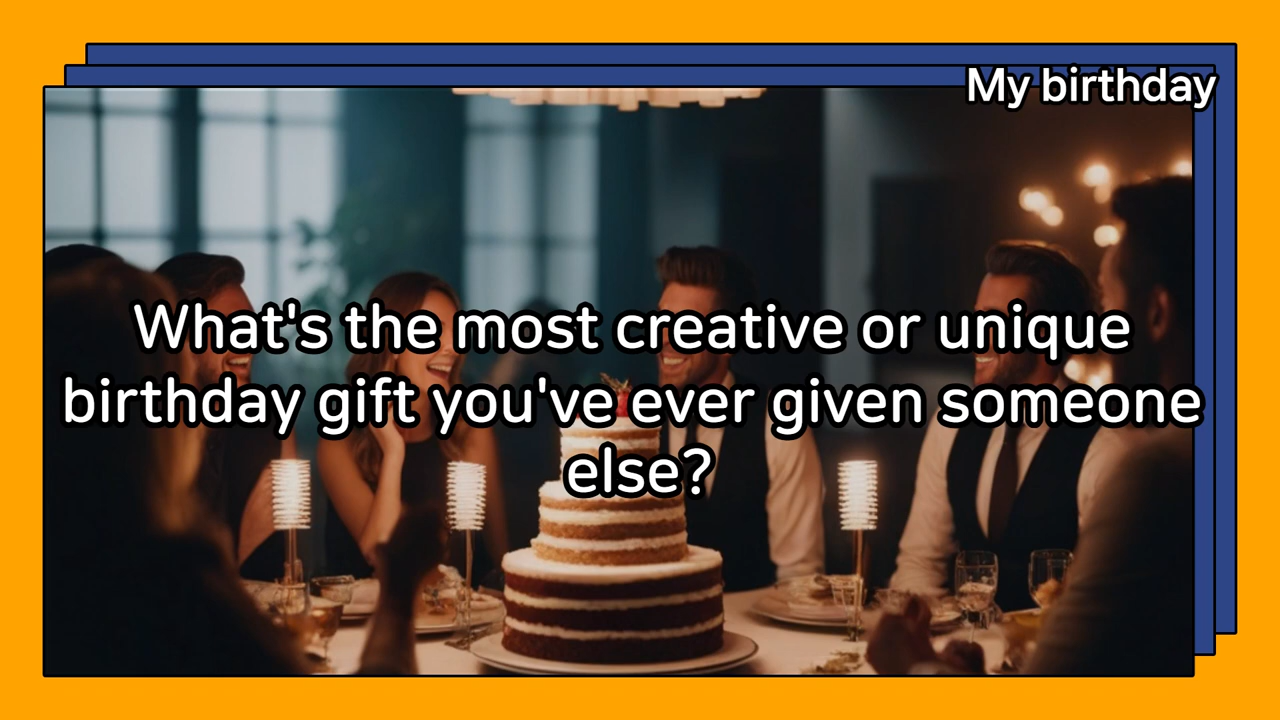 My birthday
What's the most creative or unique
birthday gift you've ever given someone
else?